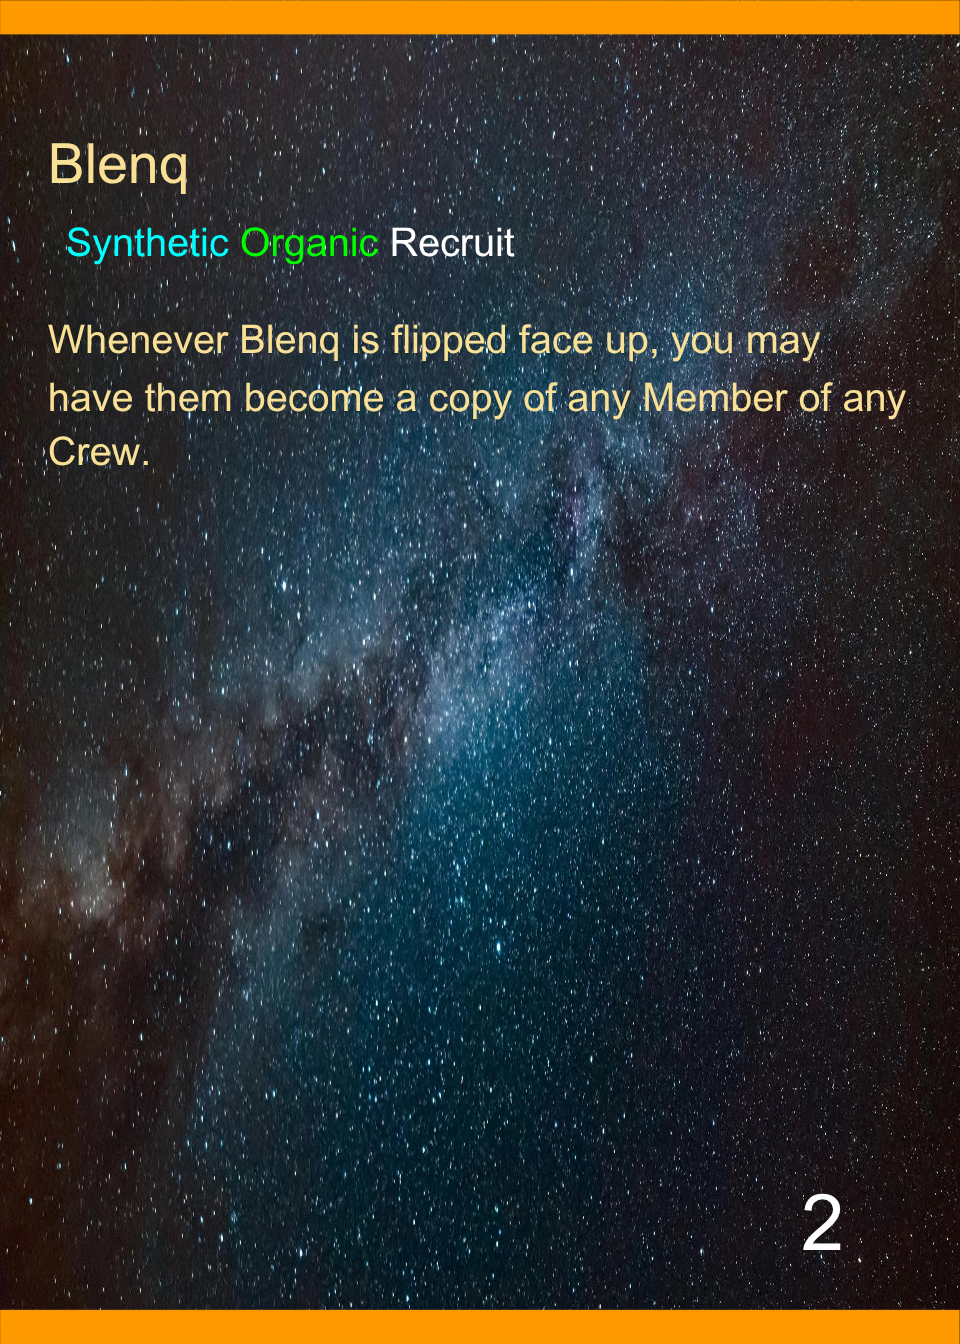 Blenq
Synthetic Organic Recruit
Whenever Blenq is flipped face up, you may
have them become a copy of any Member of any
Crew.
2